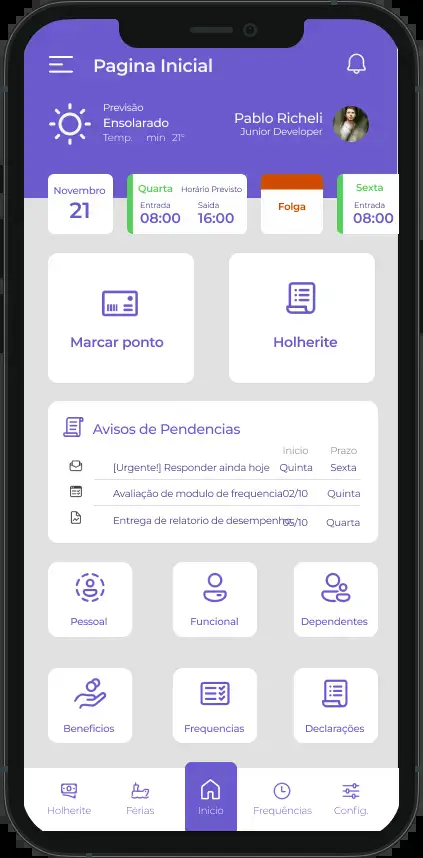 Pagina Inicial
Previsão
Ensolarado
Temp. min 21°
Pablo Richeli
Junior Developer
Novembro
21
Quarta Horário Previsto
Entrada Saida
08:00 16:00
Folga
Sexta
Entrada
08:00
Marcar ponto
Holherite
Avisos de Pendencias
Início Prazo
[Urgente!] Responder ainda hoje Quinta Sexta
Avaliação de modulo de frequencia 02/10 Quinta
Entrega de relatorio de desempenho 05/10 Quarta
Pessoal
Funcional
Dependentes
Beneficios
Frequencias
Declarações
Holherite
Férias
Inicio
Frequências
Config.